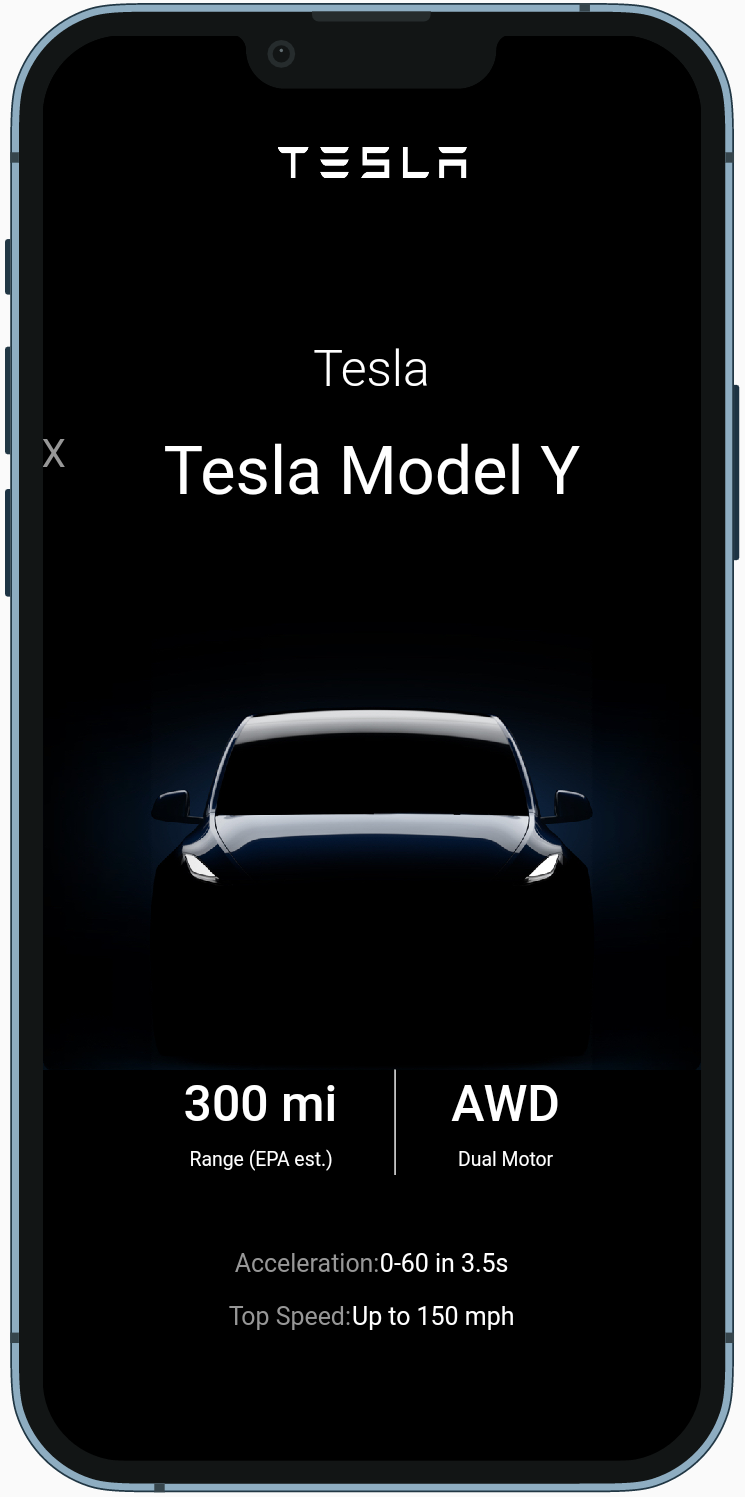 TESLA
Tesla
X
Tesla Model Y
300 mi
AWD
Range (EPA est.)
Dual Motor
Acceleration:0-60 in 3.5s
Top Speed:Up to 150 mph